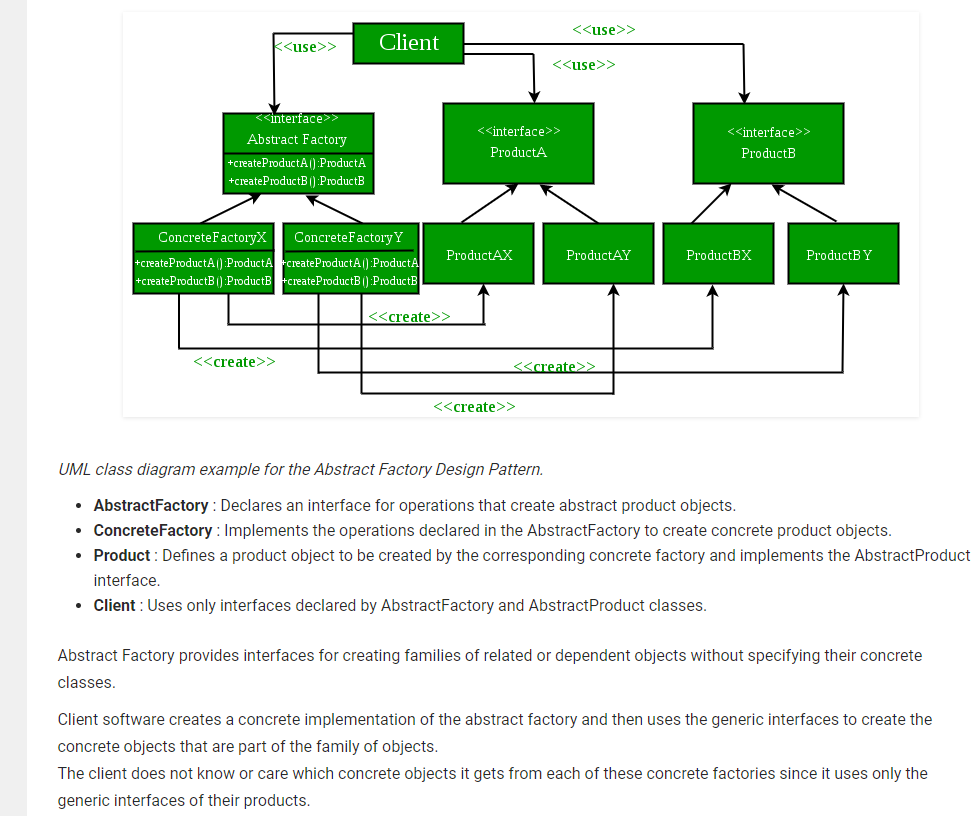 Client
<<use>>
<<use>>
<<use>>
<<interface>>
Abstract Factory
+createProductA():ProductA
+createProductB():ProductB
<<interface>>
ProductA
<<interface>>
ProductB
ConcreteFactoryX
+createProductA():ProductA
+createProductB():ProductB
ConcreteFactoryY
+createProductA():ProductA
+createProductB():ProductB
ProductAX
ProductAY
ProductBX
ProductBY
<<create>>
<<create>>
<<create>>
<<create>>
UML class diagram example for the Abstract Factory Design Pattern.
• AbstractFactory : Declares an interface for operations that create abstract product objects.
• ConcreteFactory : Implements the operations declared in the AbstractFactory to create concrete product objects.
• Product : Defines a product object to be created by the corresponding concrete factory and implements the AbstractProduct
interface.
• Client : Uses only interfaces declared by AbstractFactory and AbstractProduct classes.
Abstract Factory provides interfaces for creating families of related or dependent objects without specifying their concrete
classes.
Client software creates a concrete implementation of the abstract factory and then uses the generic interfaces to create the
concrete objects that are part of the family of objects.
The client does not know or care which concrete objects it gets from each of these concrete factories since it uses only the
generic interfaces of their products.